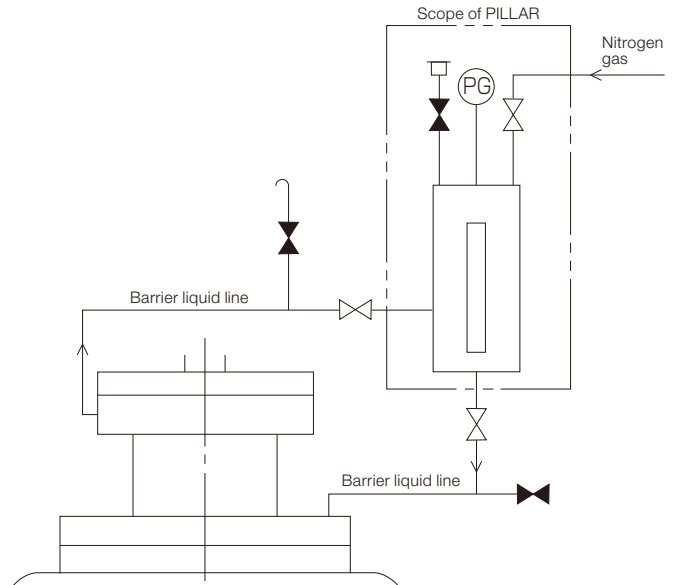 Scope of PILLAR
Nitrogen
gas
PG
Barrier liquid line
Barrier liquid line